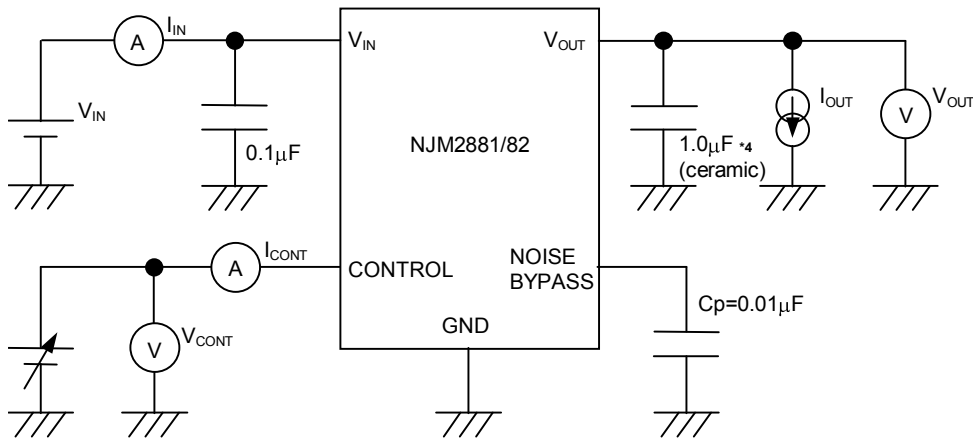 A
I_IN
V_IN
V_IN
0.1μF
NJM2881/82
V_OUT
1.0μF *4
(ceramic)
I_OUT
V_OUT
V
I_CONT
A
CONTROL
V
V_CONT
NOISE
BYPASS
GND
Cp=0.01μF